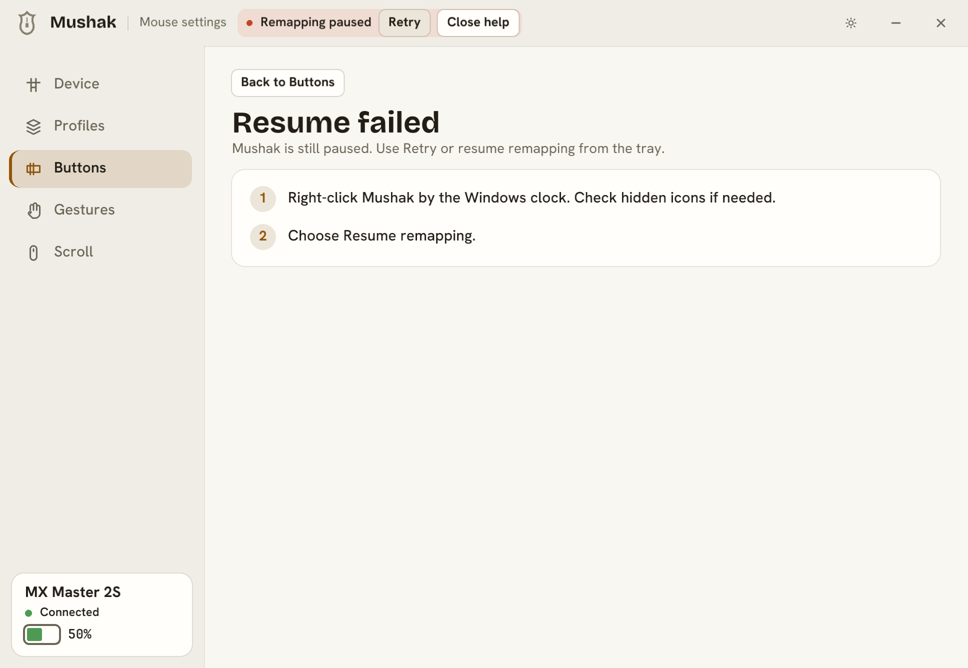 Mushak
Mouse settings
Remapping paused
Retry
Close help
Device
Profiles
Buttons
Gestures
Scroll
Back to Buttons
Resume failed
Mushak is still paused. Use Retry or resume remapping from the tray.
1 Right-click Mushak by the Windows clock. Check hidden icons if needed.
2 Choose Resume remapping.
MX Master 2S
Connected
50%